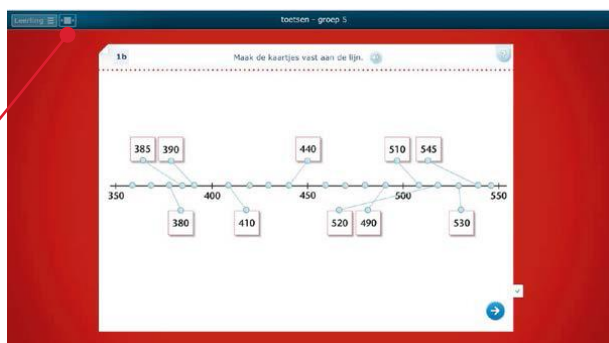 Leerling
toetsen - groep 5
1b
Maak de kaartjes vast aan de lijn.
385 390 440 510 545
350 400 450 500 550
380 410 520 490 530